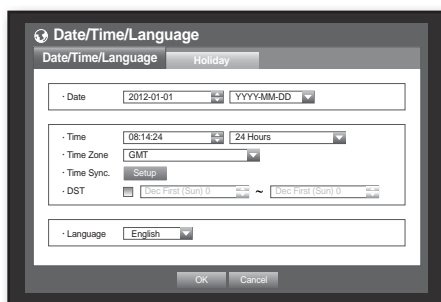 Date/Time/Language
Date/Time/Language Holiday
· Date 2012-01-01 YYYY-MM-DD
· Time 08:14:24 24 Hours
· Time Zone GMT
· Time Sync. Setup
· DST Dec First (Sun) 0 ~ Dec First (Sun) 0
· Language English
OK Cancel